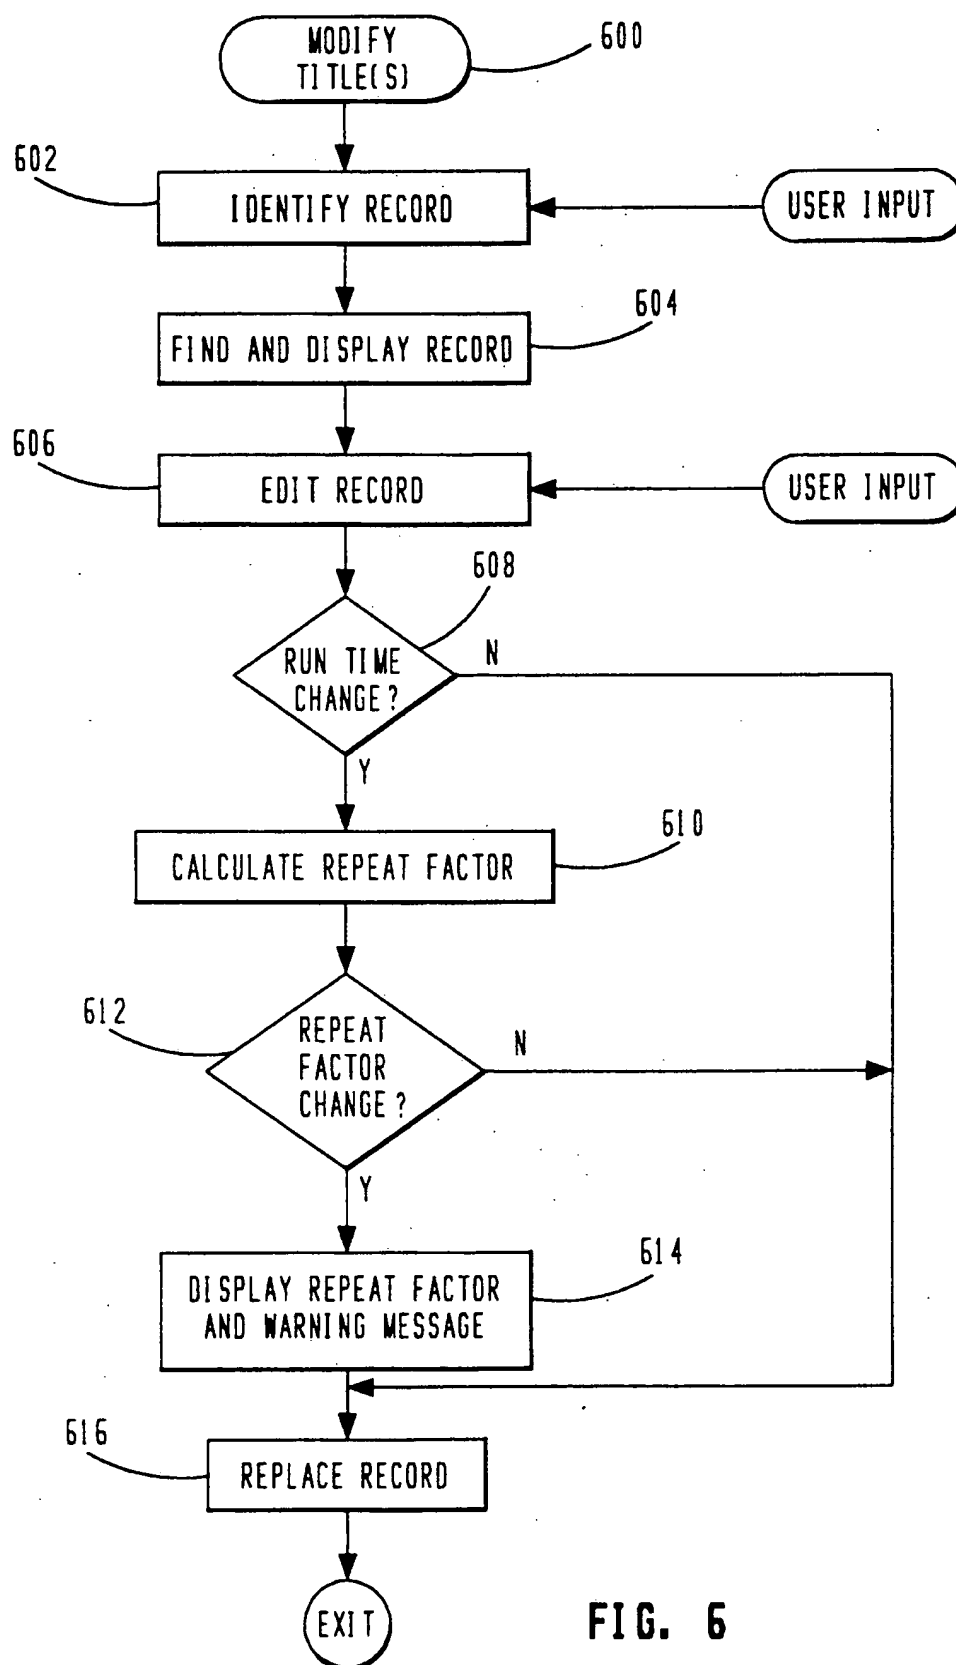 MODIFY
TITLE(S)
600
602
IDENTIFY RECORD
USER INPUT
604
FIND AND DISPLAY RECORD
606
EDIT RECORD
USER INPUT
608
RUN TIME
CHANGE?
N
Y
610
CALCULATE REPEAT FACTOR
612
REPEAT
FACTOR
CHANGE?
N
Y
614
DISPLAY REPEAT FACTOR
AND WARNING MESSAGE
616
REPLACE RECORD
EXIT
FIG. 6